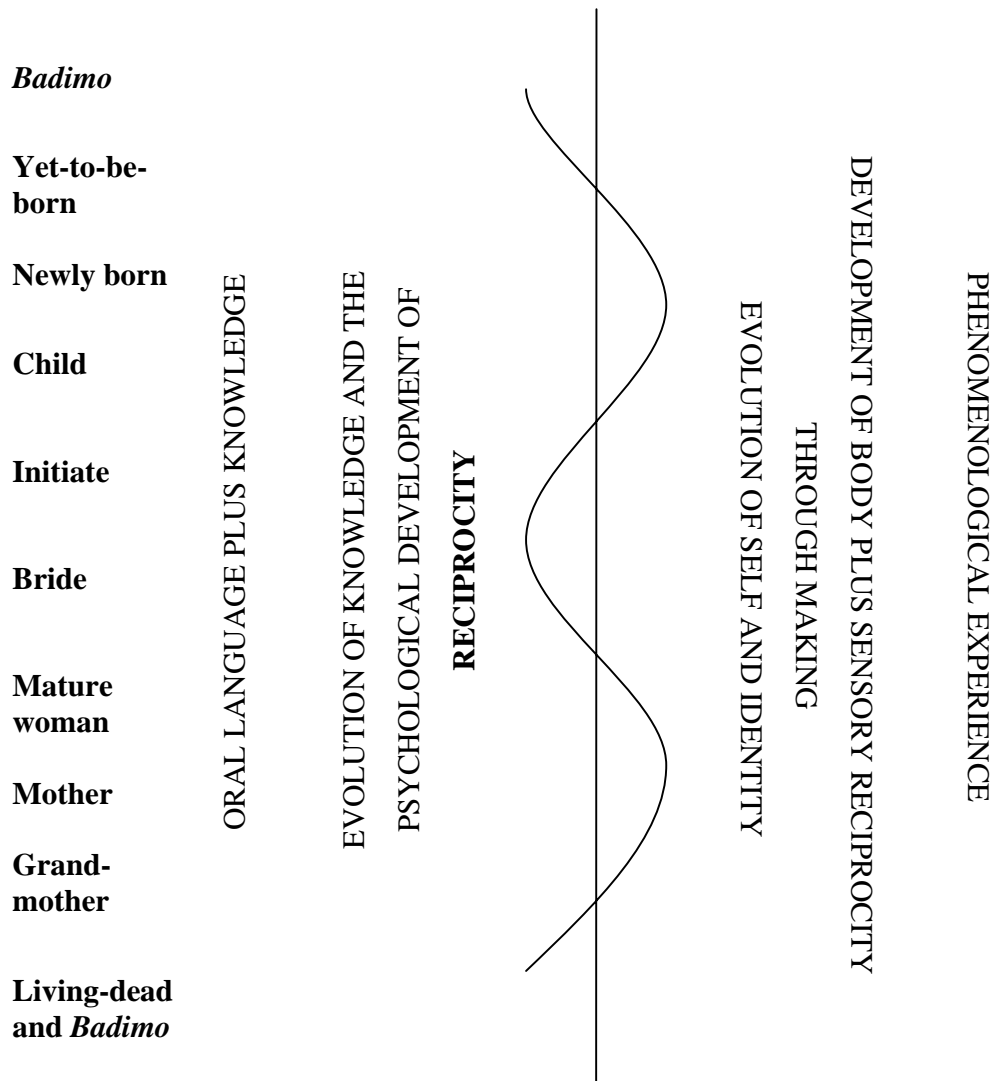 Badimo
Yet-to-be-
born
Newly born
Child
Initiate
Bride
Mature
woman
Mother
Grand-
mother
Living-dead
and Badimo
ORAL LANGUAGE PLUS KNOWLEDGE
EVOLUTION OF KNOWLEDGE AND THE
PSYCHOLOGICAL DEVELOPMENT OF
RECIPROCITY
EVOLUTION OF SELF AND IDENTITY
THROUGH MAKING
DEVELOPMENT OF BODY PLUS SENSORY RECIPROCITY
PHENOMENOLOGICAL EXPERIENCE